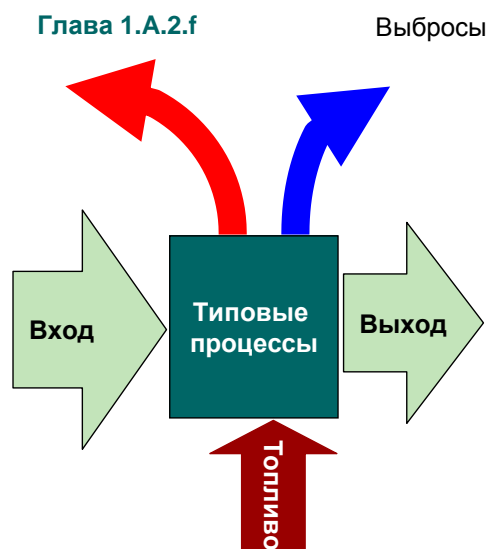 Глава 1.A.2.f
Выбросы
Вход
Типовые
процессы
Выход
Топливо